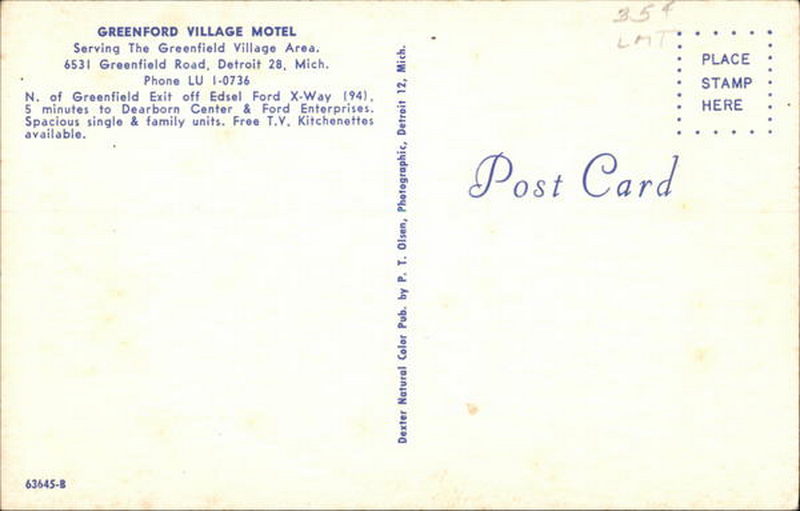 GREENFORD VILLAGE MOTEL
Serving The Greenfield Village Area.
6531 Greenfield Road, Detroit 28, Mich.
Phone LU 1-0736
N. of Greenfield Exit off Edsel Ford X-Way (94),
5 minutes to Dearborn Center & Ford Enterprises.
Spacious single & family units. Free T.V. Kitchenettes
available.
63645-B
Dexter Natural Color Pub. by P. T. Olsen, Photographic, Detroit 12, Mich.
35¢
LMT
PLACE
STAMP
HERE
Post Card